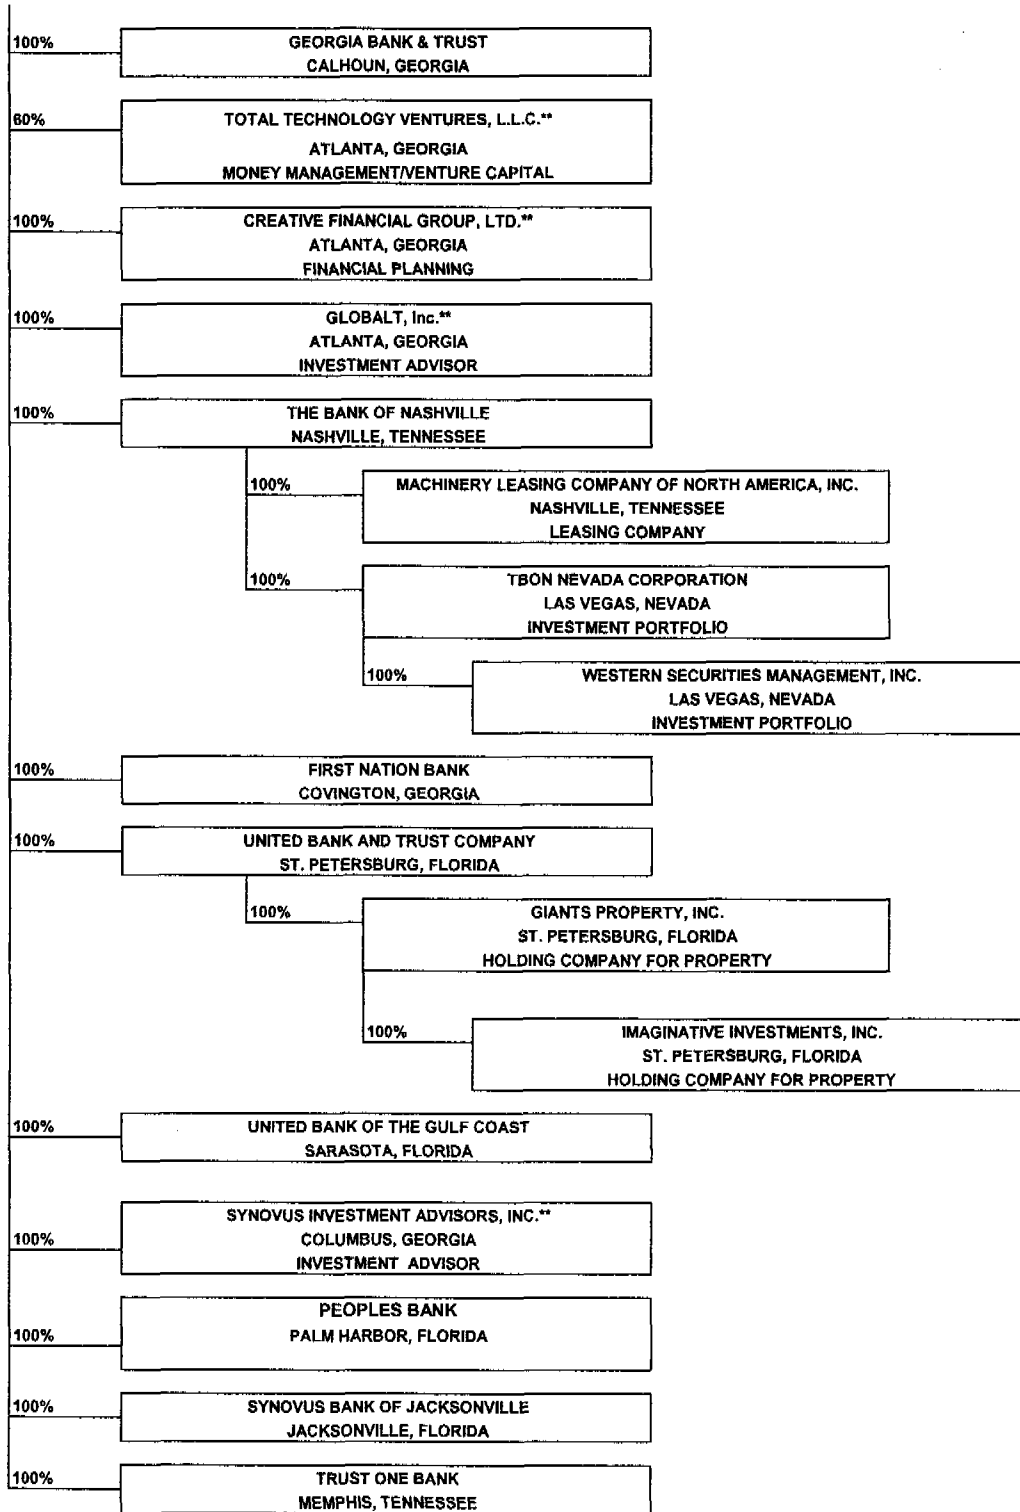 100%
GEORGIA BANK & TRUST
CALHOUN, GEORGIA
60%
TOTAL TECHNOLOGY VENTURES, L.L.C.**
ATLANTA, GEORGIA
MONEY MANAGEMENT/VENTURE CAPITAL
100%
CREATIVE FINANCIAL GROUP, LTD.**
ATLANTA, GEORGIA
FINANCIAL PLANNING
100%
GLOBALT, Inc.**
ATLANTA, GEORGIA
INVESTMENT ADVISOR
100%
THE BANK OF NASHVILLE
NASHVILLE, TENNESSEE
100%
MACHINERY LEASING COMPANY OF NORTH AMERICA, INC.
NASHVILLE, TENNESSEE
LEASING COMPANY
100%
TBON NEVADA CORPORATION
LAS VEGAS, NEVADA
INVESTMENT PORTFOLIO
100%
WESTERN SECURITIES MANAGEMENT, INC.
LAS VEGAS, NEVADA
INVESTMENT PORTFOLIO
100%
FIRST NATION BANK
COVINGTON, GEORGIA
100%
UNITED BANK AND TRUST COMPANY
ST. PETERSBURG, FLORIDA
100%
GIANTS PROPERTY, INC.
ST. PETERSBURG, FLORIDA
HOLDING COMPANY FOR PROPERTY
100%
IMAGINATIVE INVESTMENTS, INC.
ST. PETERSBURG, FLORIDA
HOLDING COMPANY FOR PROPERTY
100%
UNITED BANK OF THE GULF COAST
SARASOTA, FLORIDA
100%
SYNOVUS INVESTMENT ADVISORS, INC.**
COLUMBUS, GEORGIA
INVESTMENT ADVISOR
100%
PEOPLES BANK
PALM HARBOR, FLORIDA
100%
SYNOVUS BANK OF JACKSONVILLE
JACKSONVILLE, FLORIDA
100%
TRUST ONE BANK
MEMPHIS, TENNESSEE